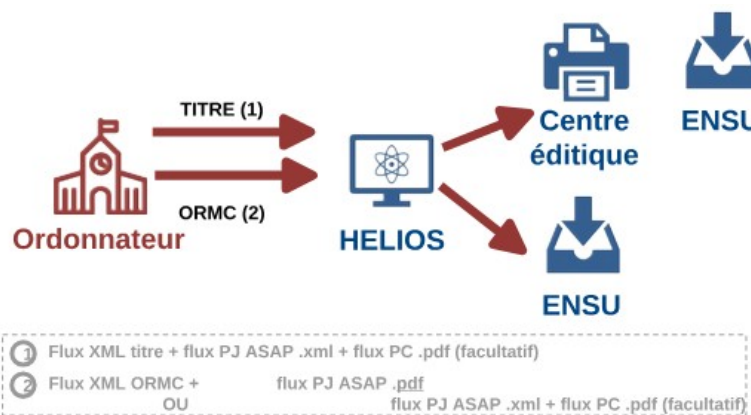 TITRE (1)
ORMC (2)
Ordonnateur
HELIOS
Centre
éditique
ENSU
ENSU
1 Flux XML titre + flux PJ ASAP .xml + flux PC .pdf (facultatif)
2 Flux XML ORMC + flux PJ ASAP .pdf
OU flux PJ ASAP .xml + flux PC .pdf (facultatif)